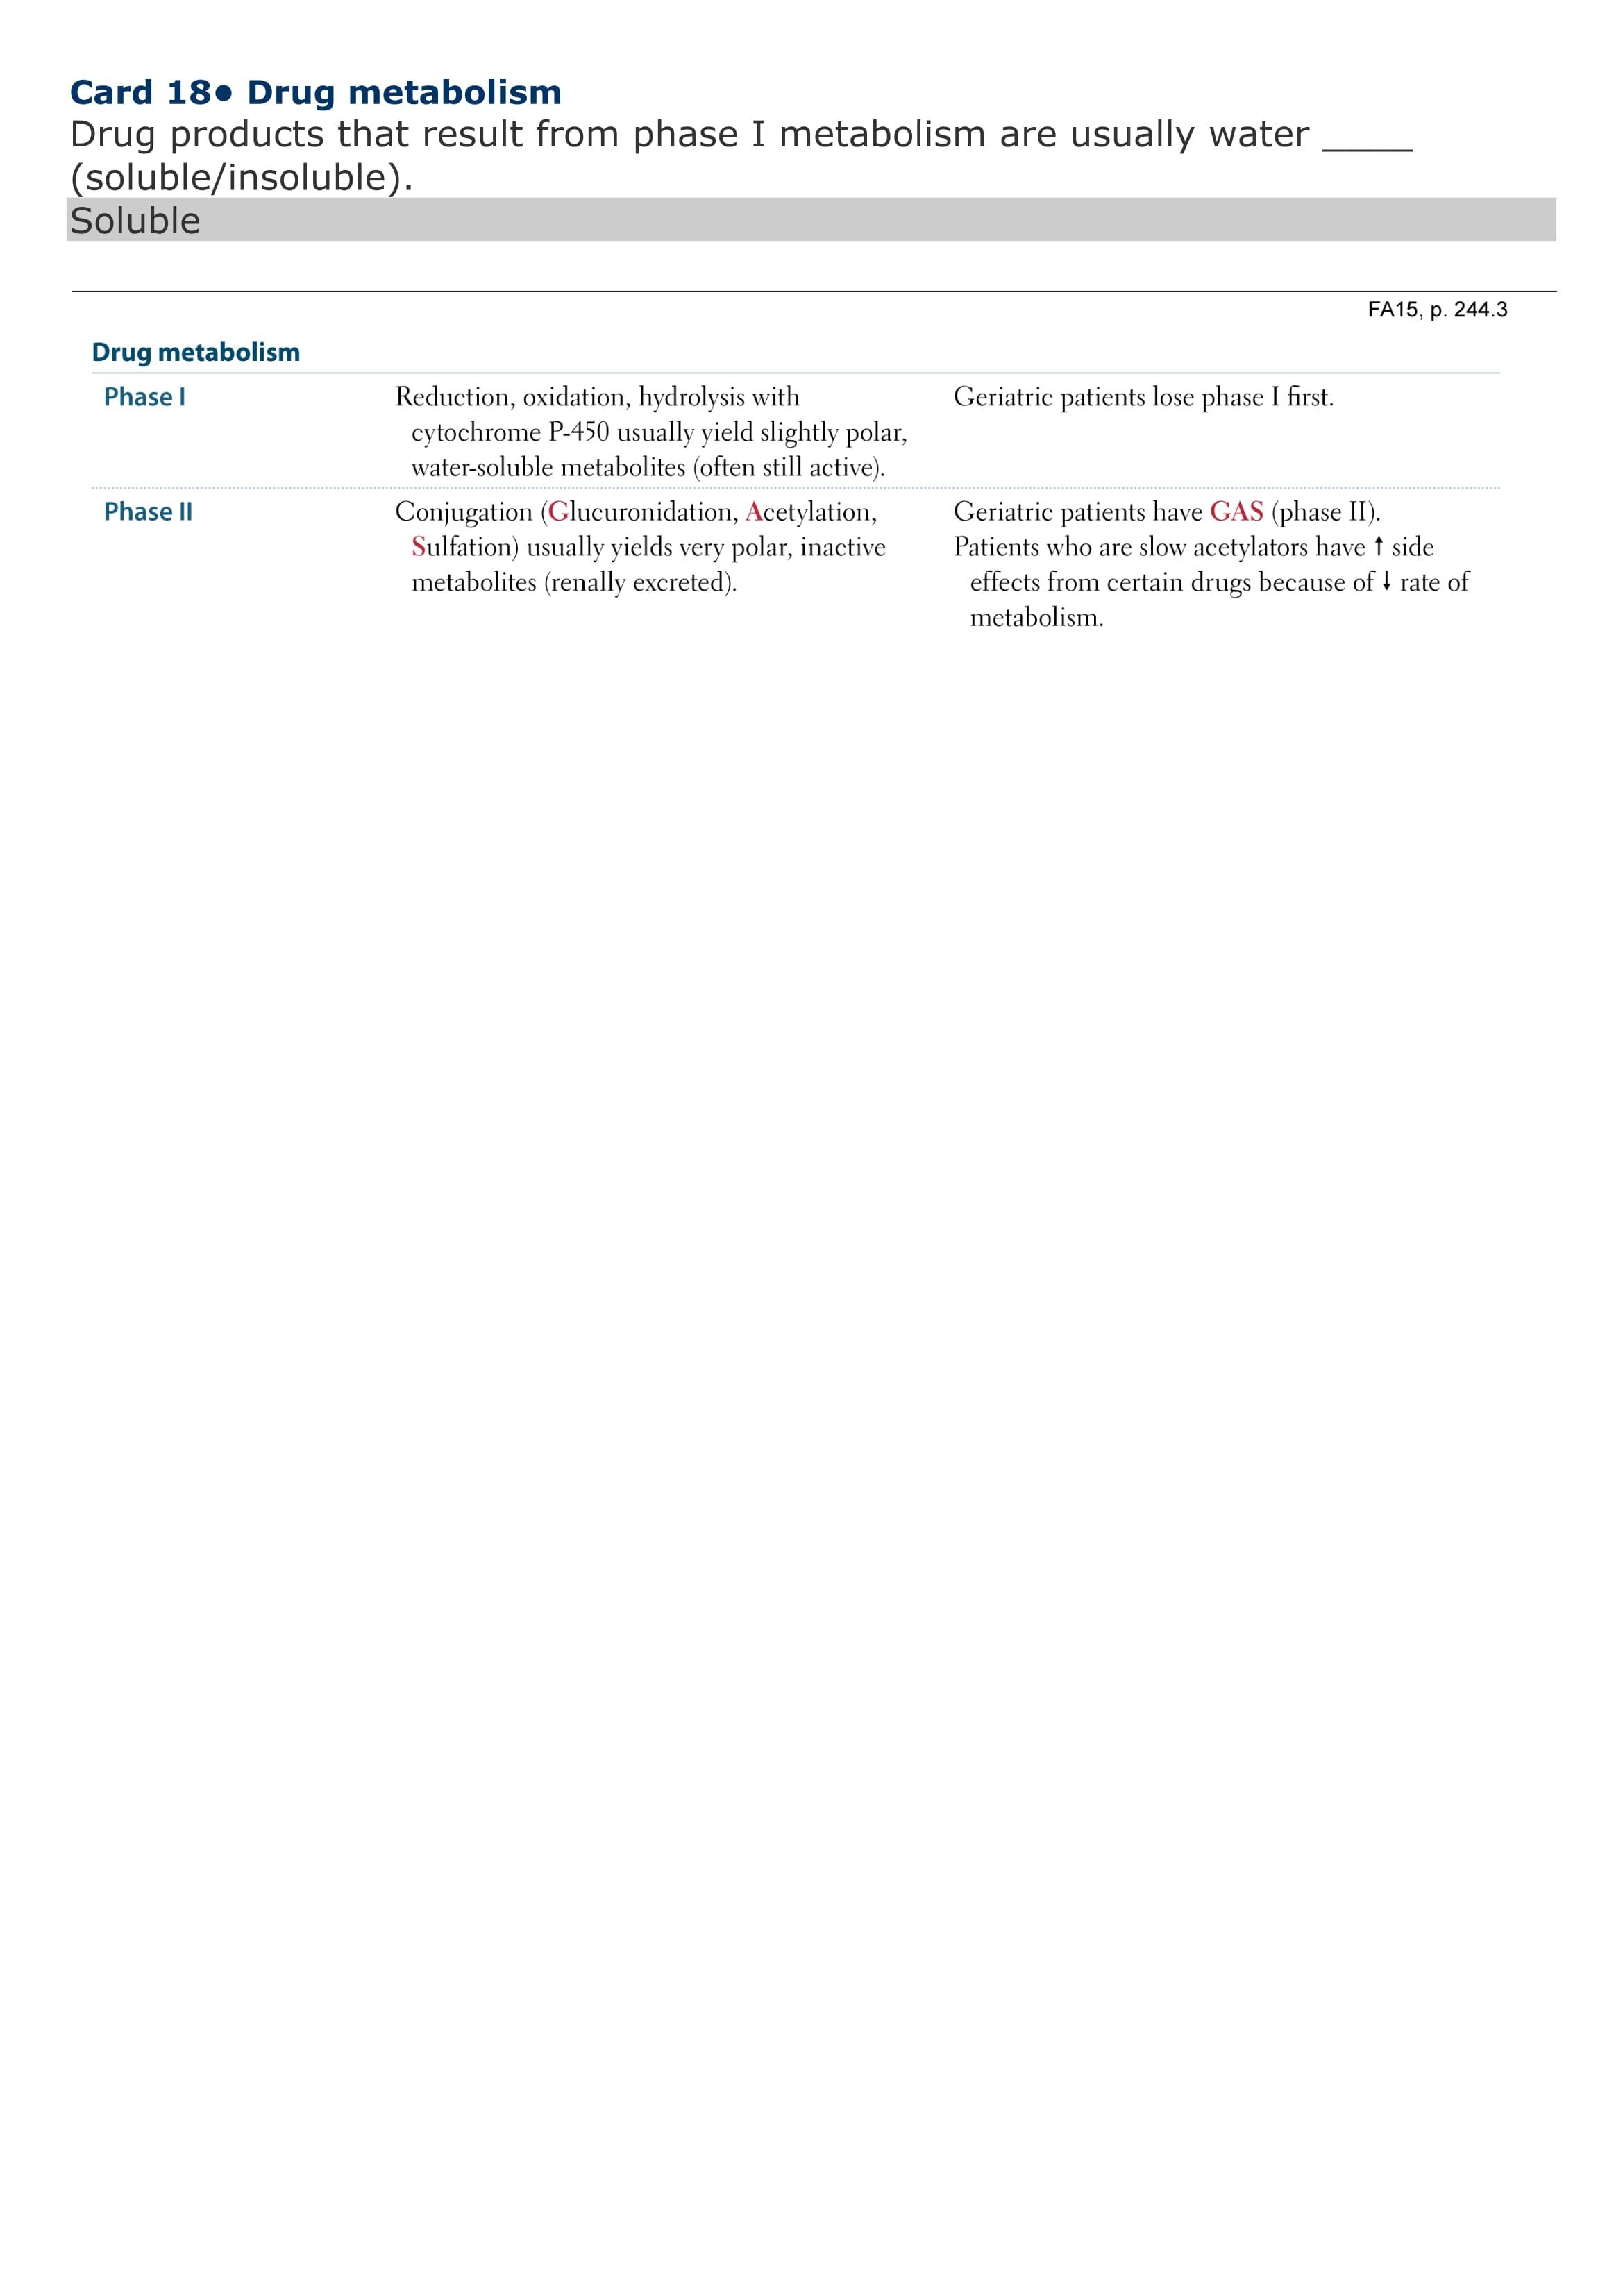 Card 18● Drug metabolism
Drug products that result from phase I metabolism are usually water _____
(soluble/insoluble).
Soluble
FA15, p. 244.3
Drug metabolism
Phase I
Reduction, oxidation, hydrolysis with
cytochrome P-450 usually yield slightly polar,
water-soluble metabolites (often still active).
Geriatric patients lose phase I first.
Phase II
Conjugation (Glucuronidation, Acetylation,
Sulfation) usually yields very polar, inactive
metabolites (renally excreted).
Geriatric patients have GAS (phase II).
Patients who are slow acetylators have ↑ side
effects from certain drugs because of ↓ rate of
metabolism.